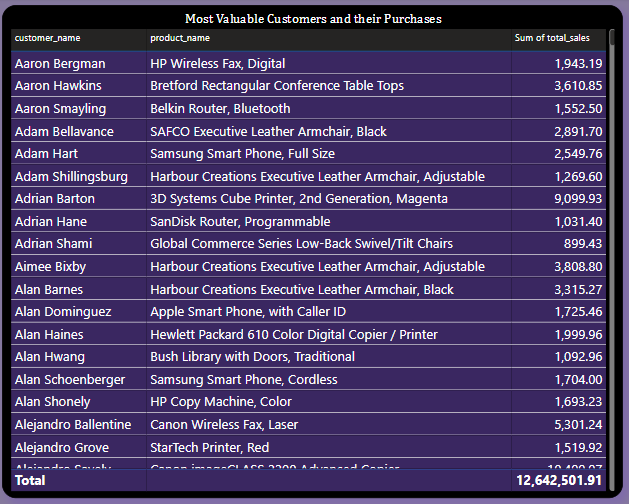 Most Valuable Customers and their Purchases
customer_name product_name Sum of total_sales
Aaron Bergman HP Wireless Fax, Digital 1,943.19
Aaron Hawkins Bretford Rectangular Conference Table Tops 3,610.85
Aaron Smayling Belkin Router, Bluetooth 1,552.50
Adam Bellavance SAFCO Executive Leather Armchair, Black 2,891.70
Adam Hart Samsung Smart Phone, Full Size 2,549.76
Adam Shillingsburg Harbour Creations Executive Leather Armchair, Adjustable 1,269.60
Adrian Barton 3D Systems Cube Printer, 2nd Generation, Magenta 9,099.93
Adrian Hane SanDisk Router, Programmable 1,031.40
Adrian Shami Global Commerce Series Low-Back Swivel/Tilt Chairs 899.43
Aimee Bixby Harbour Creations Executive Leather Armchair, Adjustable 3,808.80
Alan Barnes Harbour Creations Executive Leather Armchair, Black 3,315.27
Alan Dominguez Apple Smart Phone, with Caller ID 1,725.46
Alan Haines Hewlett Packard 610 Color Digital Copier / Printer 1,999.96
Alan Hwang Bush Library with Doors, Traditional 1,092.96
Alan Schoenberger Samsung Smart Phone, Cordless 1,704.00
Alan Shonely HP Copy Machine, Color 1,693.23
Alejandro Ballentine Canon Wireless Fax, Laser 5,301.24
Alejandro Grove StarTech Printer, Red 1,519.92
Total 12,642,501.91